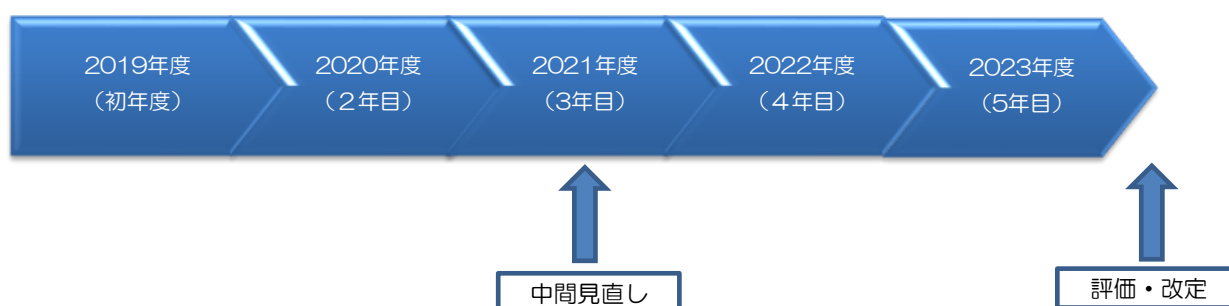 2019年度
（初年度）
2020年度
（２年目）
2021年度
（3年目）
2022年度
（４年目）
2023年度
（5年目）
中間見直し
評価・改定